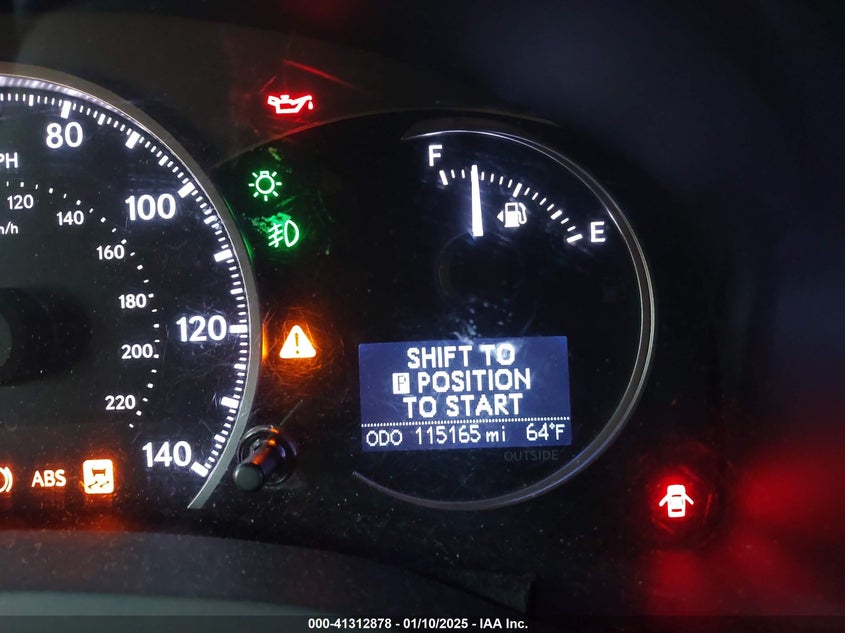 80
100
120
140
PH
120
140
160
180
200
220
F
E
SHIFT TO
P POSITION
TO START
ODO 115165 mi 64°F
OUTSIDE
ABS
000-41312878 - 01/10/2025 - IAA Inc.